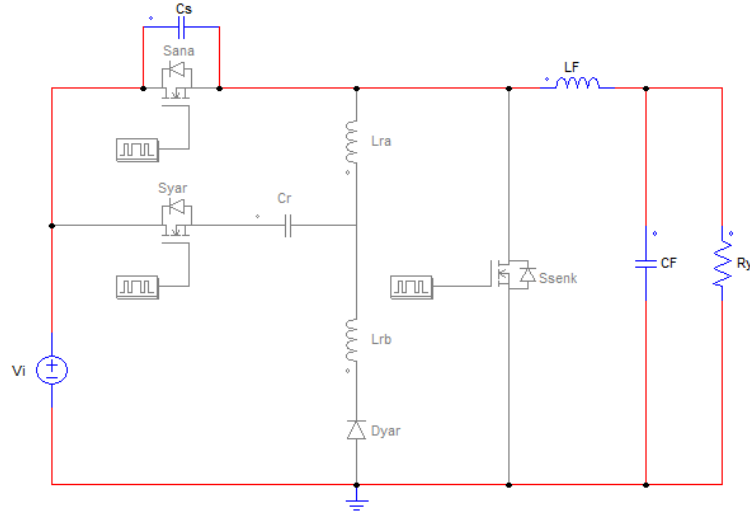 Cs
Sana
LF
Lra
Syar
Cr
CF
Ry
Ssenk
Lrb
Vi
Dyar